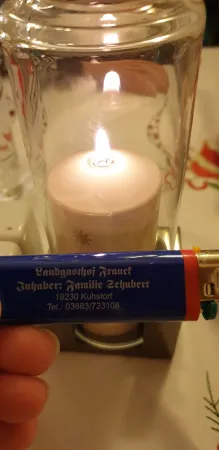 Landgasthof Franck
Inhaber: Familie Schubert
19230 Kuhstorf
Tel.: 03883/723108